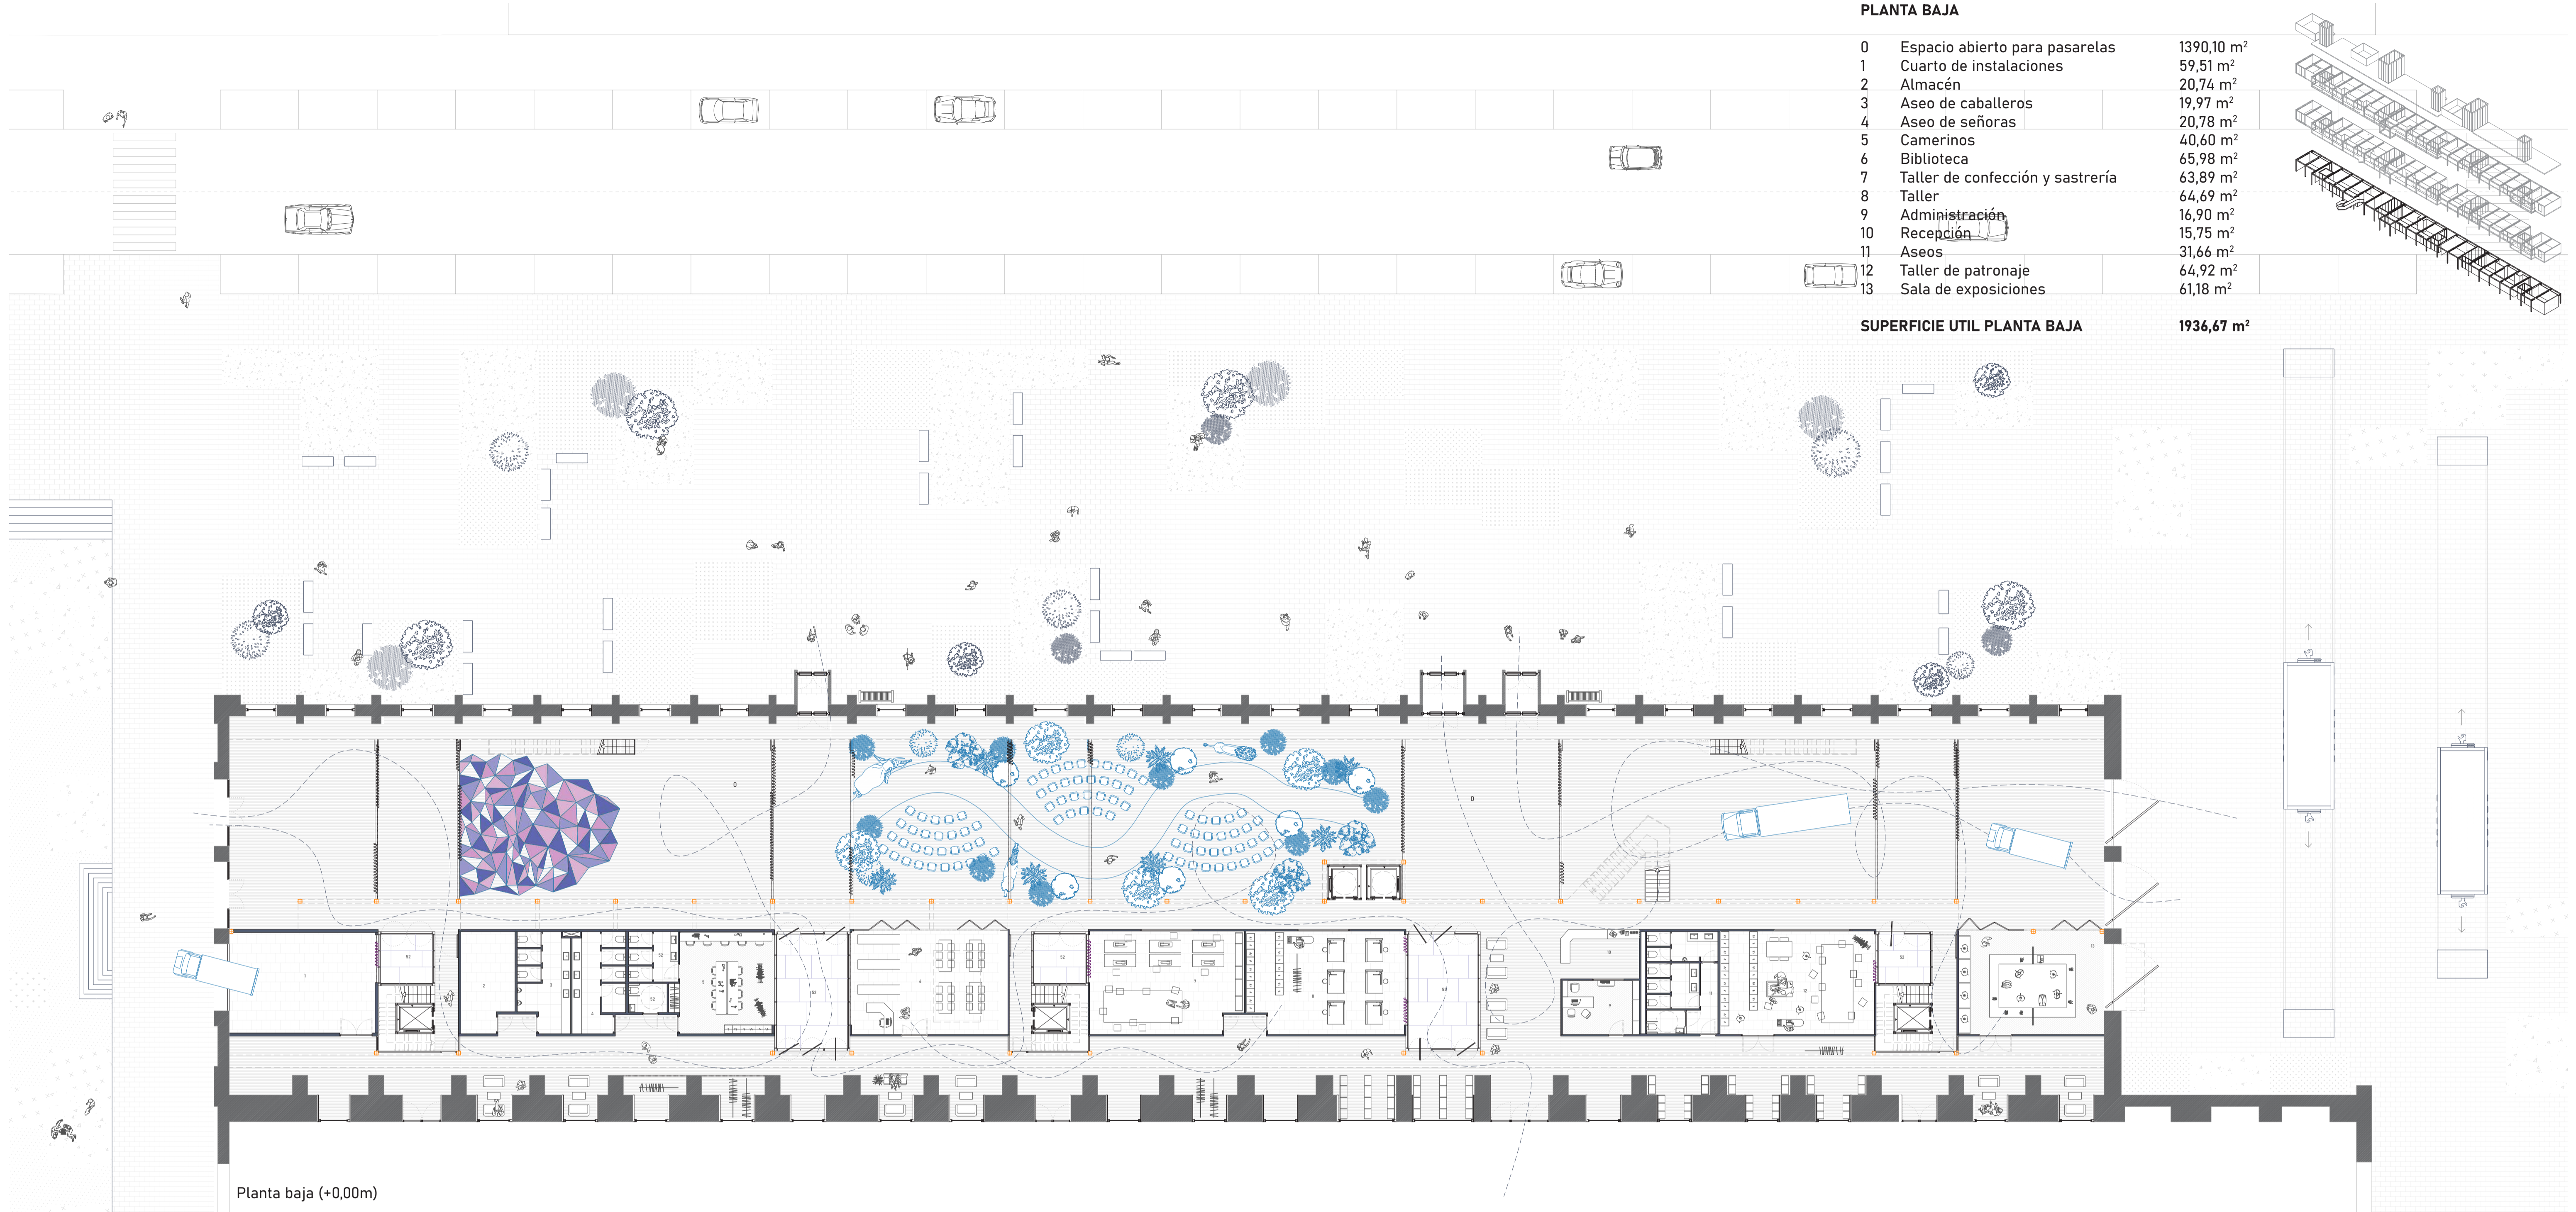 PLANTA BAJA
0 Espacio abierto para pasarelas 1390,10 m²
1 Cuarto de instalaciones 59,51 m²
2 Almacén 20,74 m²
3 Aseo de caballeros 19,97 m²
4 Aseo de señoras 20,78 m²
5 Camerinos 40,60 m²
6 Biblioteca 65,98 m²
7 Taller de confección y sastrería 63,89 m²
8 Taller 64,69 m²
9 Administración 16,90 m²
10 Recepción 15,75 m²
11 Aseos 31,66 m²
12 Taller de patronaje 64,92 m²
13 Sala de exposiciones 61,18 m²
SUPERFICIE UTIL PLANTA BAJA 1936,67 m²
0
0
Planta baja (+0,00m)